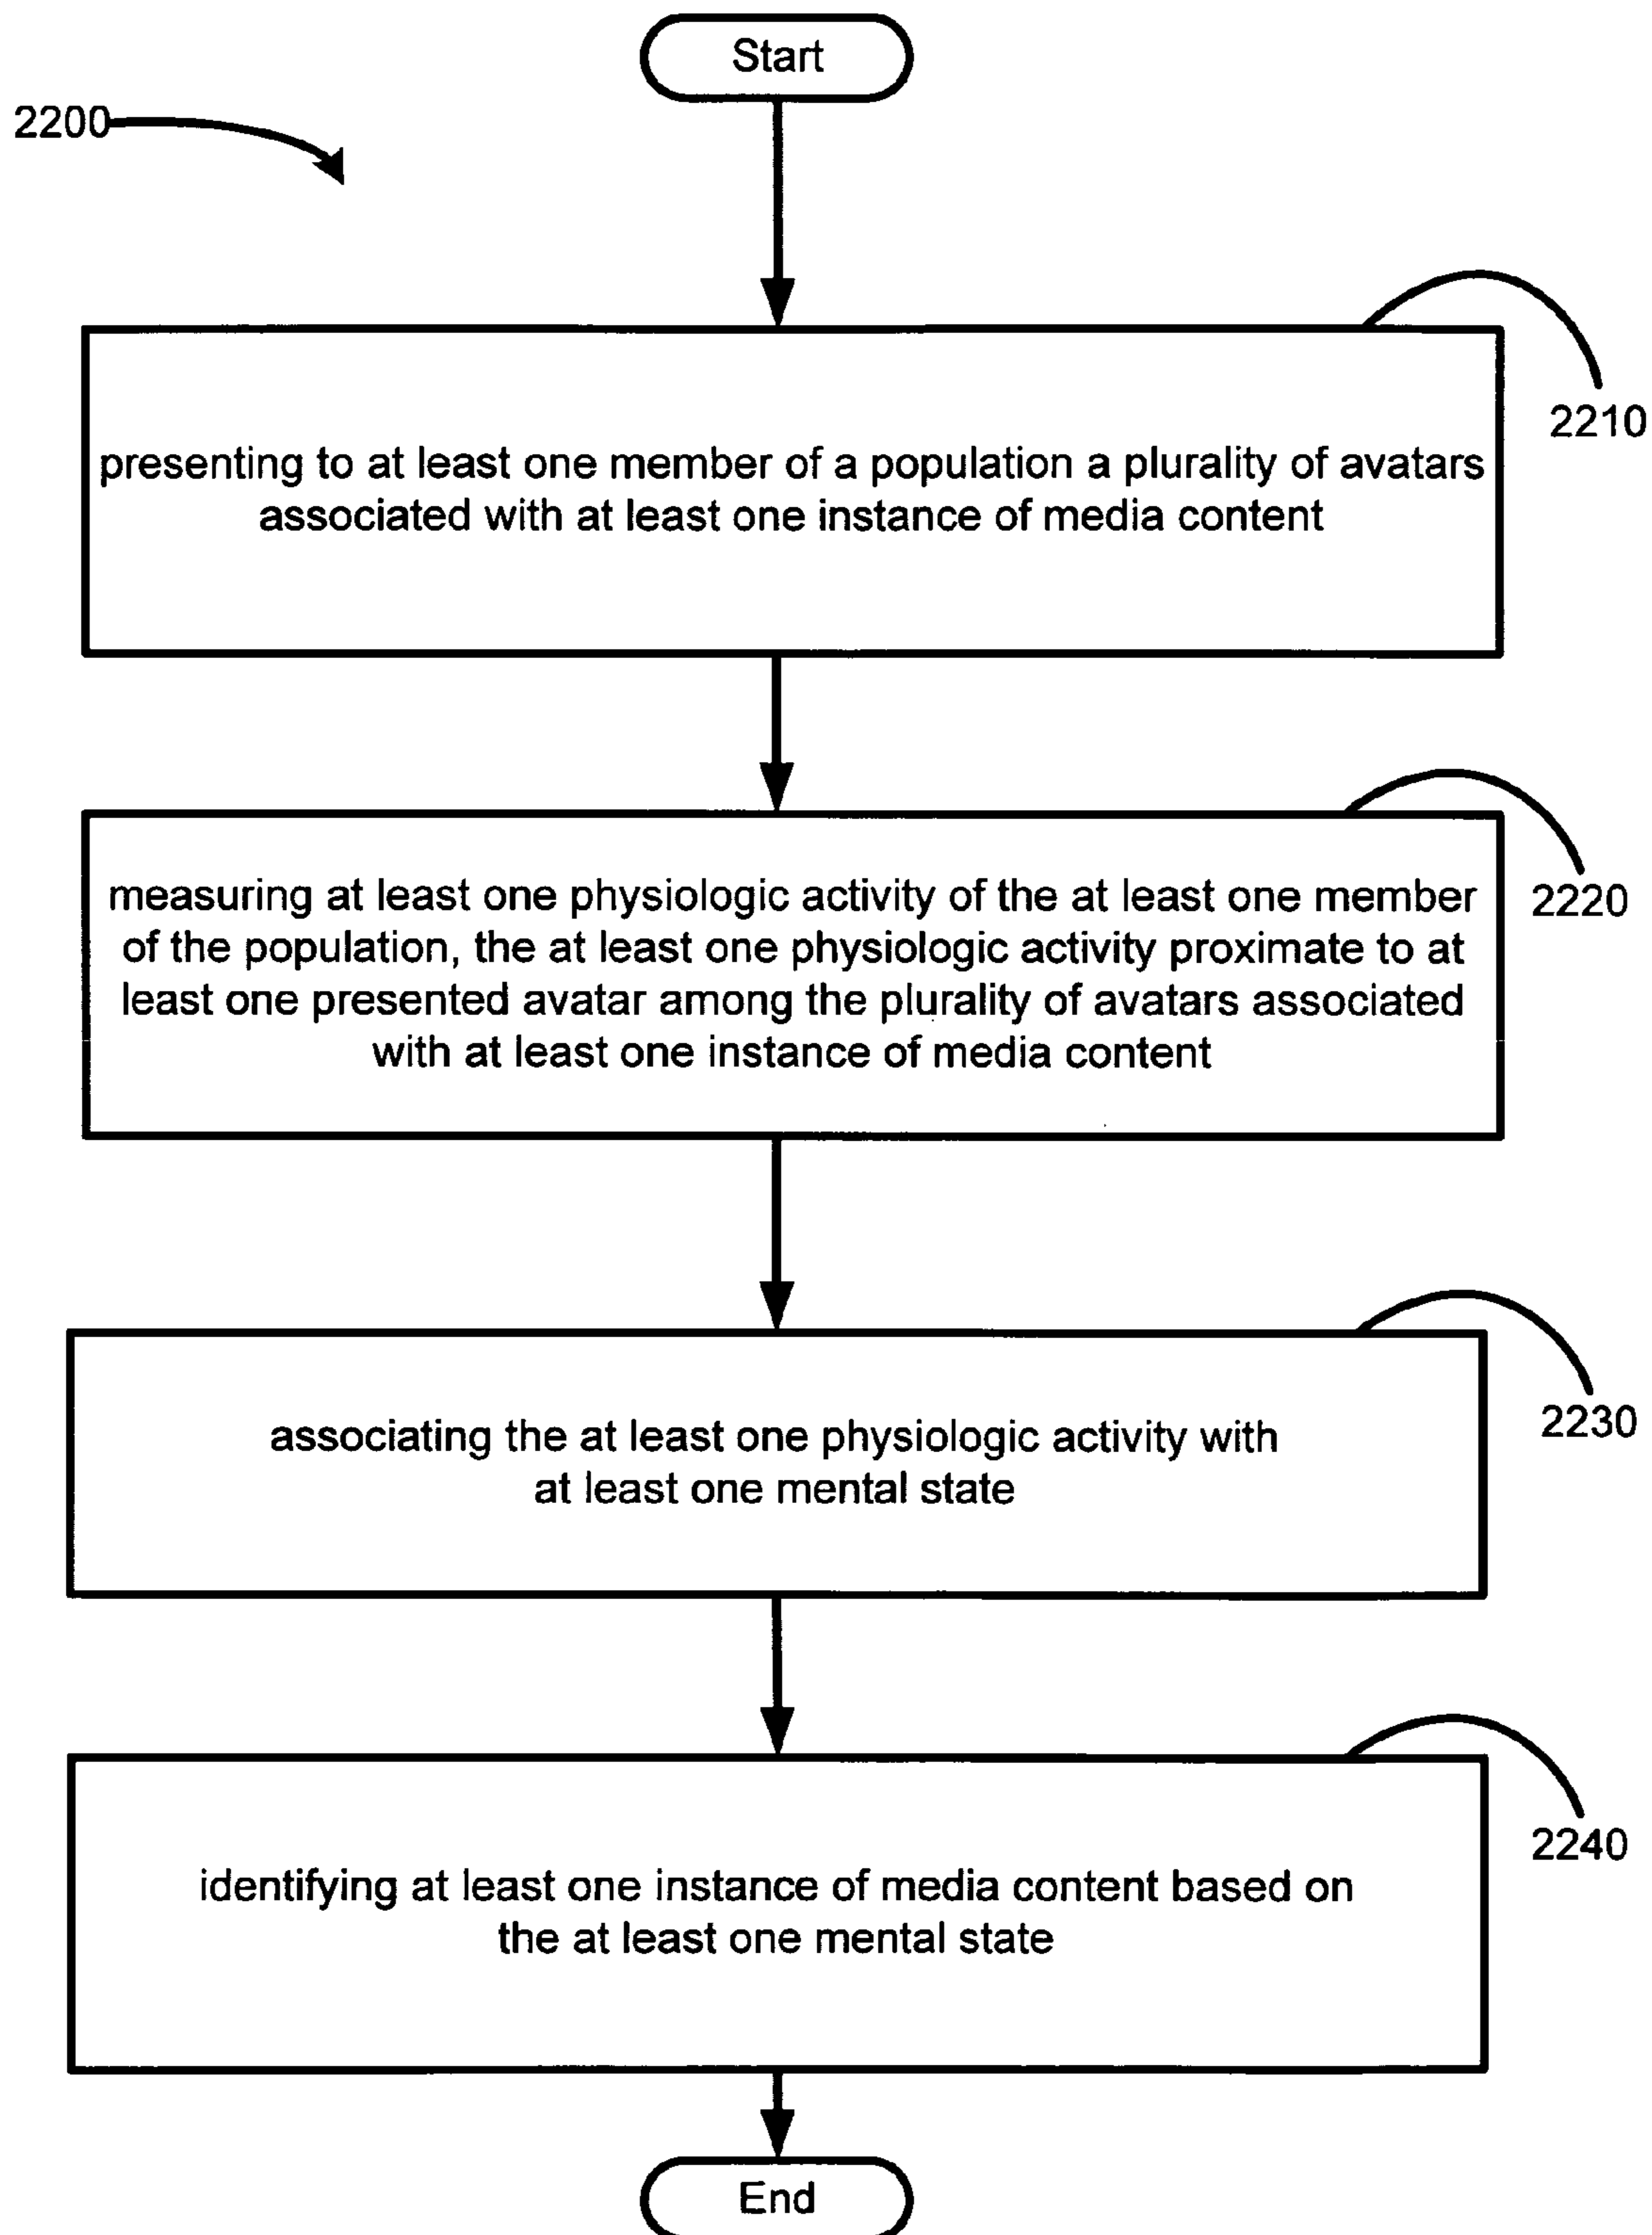 Start
2200
2210
presenting to at least one member of a population a plurality of avatars
associated with at least one instance of media content
2220
measuring at least one physiologic activity of the at least one member
of the population, the at least one physiologic activity proximate to at
least one presented avatar among the plurality of avatars associated
with at least one instance of media content
2230
associating the at least one physiologic activity with
at least one mental state
2240
identifying at least one instance of media content based on
the at least one mental state
End